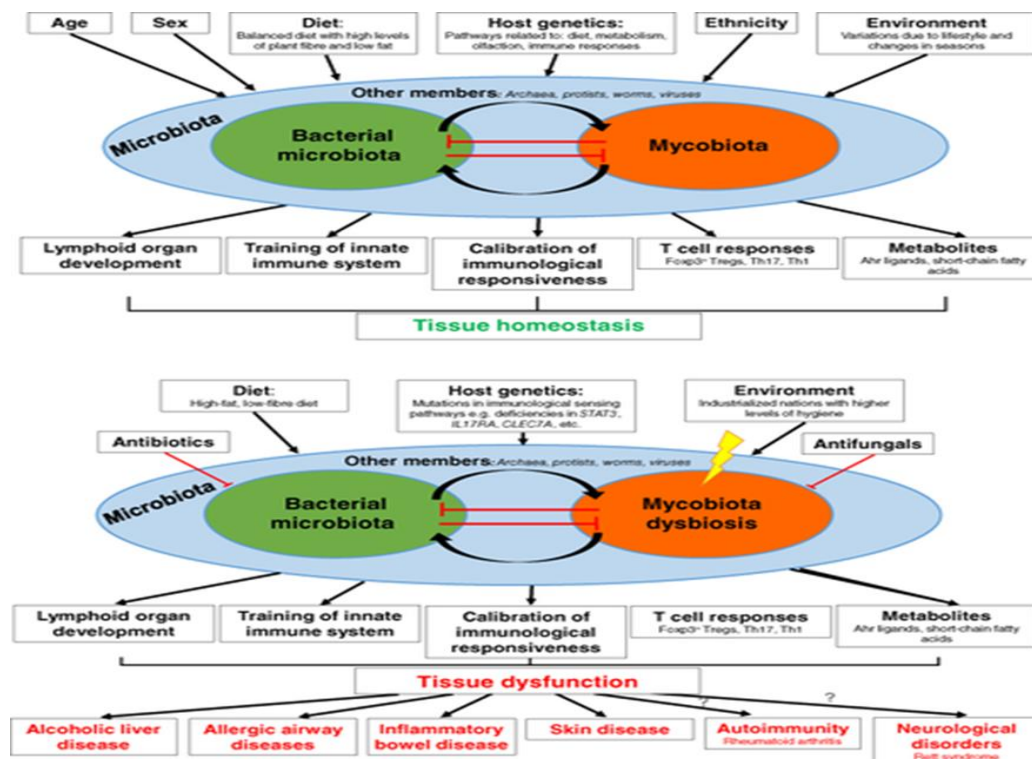 Age
Sex
Diet:
Balanced diet with high levels
of plant fibre and low fat
Host genetics:
Pathways related to: diet, metabolism,
olfaction, immune responses
Ethnicity
Environment
Variations due to lifestyle and
changes in seasons
Other members: Archaea, protists, worms, viruses
Microbiota
Bacterial
microbiota
Mycobiota
Lymphoid organ
development
Training of innate
immune system
Calibration of
immunological
responsiveness
T cell responses
Foxp3+ Tregs, Th17, Th1
Metabolites
Ahr ligands, short-chain fatty
acids
Tissue homeostasis
Diet:
High-fat, low-fibre diet
Host genetics:
Mutations in immunological sensing
pathways e.g. deficiencies in STAT3,
IL17RA, CLEC7A, etc.
Environment
Industrialized nations with higher
levels of hygiene
Antibiotics
Antifungals
Other members: Archaea, protists, worms, viruses
Microbiota
Bacterial
microbiota
Mycobiota
dysbiosis
Lymphoid organ
development
Training of innate
immune system
Calibration of
immunological
responsiveness
T cell responses
Foxp3+ Tregs, Th17, Th1
Metabolites
Ahr ligands, short-chain fatty
acids
Tissue dysfunction
?
?
Alcoholic liver
disease
Allergic airway
diseases
Inflammatory
bowel disease
Skin disease
Autoimmunity
Rheumatoid arthritis
Neurological
disorders
Rett syndrome